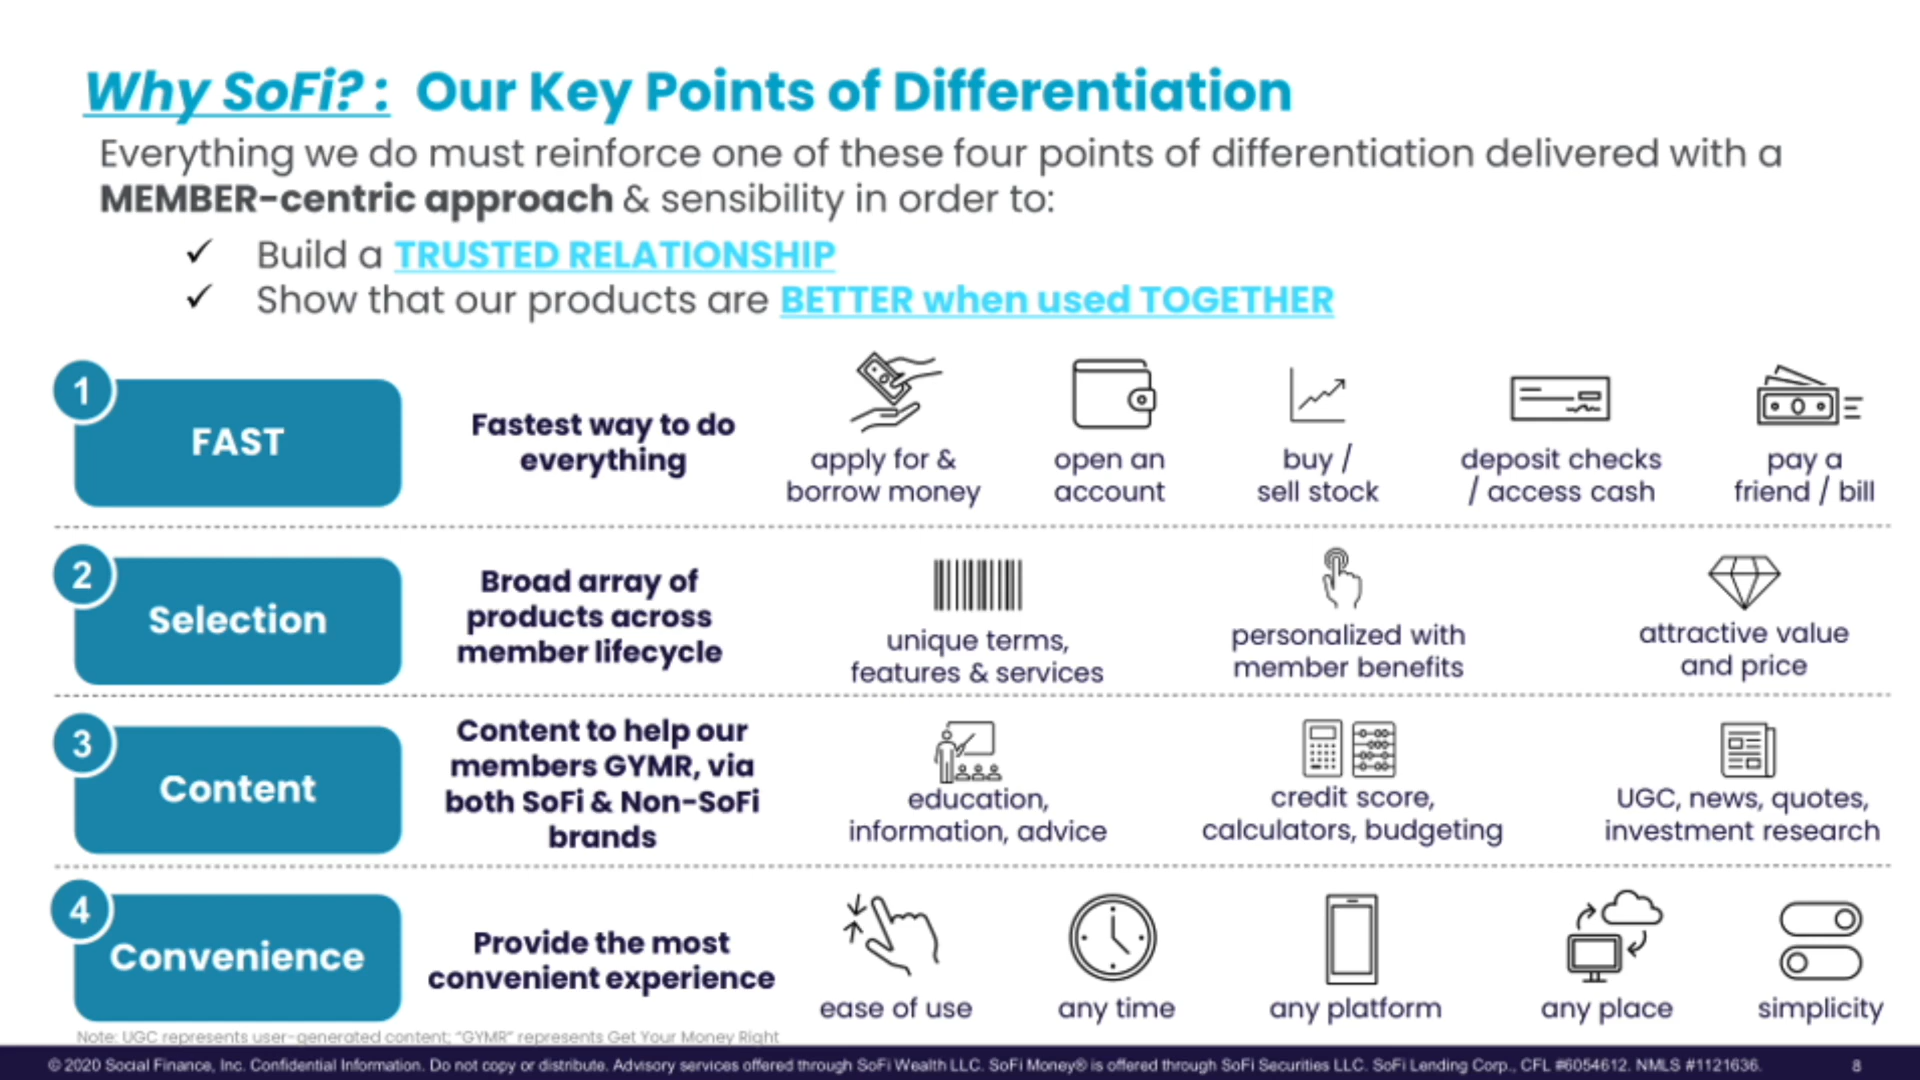 Why SoFi? : Our Key Points of Differentiation
Everything we do must reinforce one of these four points of differentiation delivered with a
MEMBER-centric approach & sensibility in order to:
✓ Build a TRUSTED RELATIONSHIP
✓ Show that our products are BETTER when used TOGETHER
1
FAST
Fastest way to do
everything
apply for &
borrow money
open an
account
buy /
sell stock
deposit checks
/ access cash
pay a
friend / bill
2
Selection
Broad array of
products across
member lifecycle
unique terms,
features & services
personalized with
member benefits
attractive value
and price
3
Content
Content to help our
members GYMR, via
both SoFi & Non-SoFi
brands
education,
information, advice
credit score,
calculators, budgeting
UGC, news, quotes,
investment research
4
Convenience
Provide the most
convenient experience
ease of use
any time
any platform
any place
simplicity
Note: UGC represents user-generated content; "GYMR" represents Get Your Money Right
© 2020 Social Finance, Inc. Confidential Information. Do not copy or distribute. Advisory services offered through SoFi Wealth LLC. SoFi Money® is offered through SoFi Securities LLC. SoFi Lending Corp., CFL #6054612. NMLS #1121636.
8